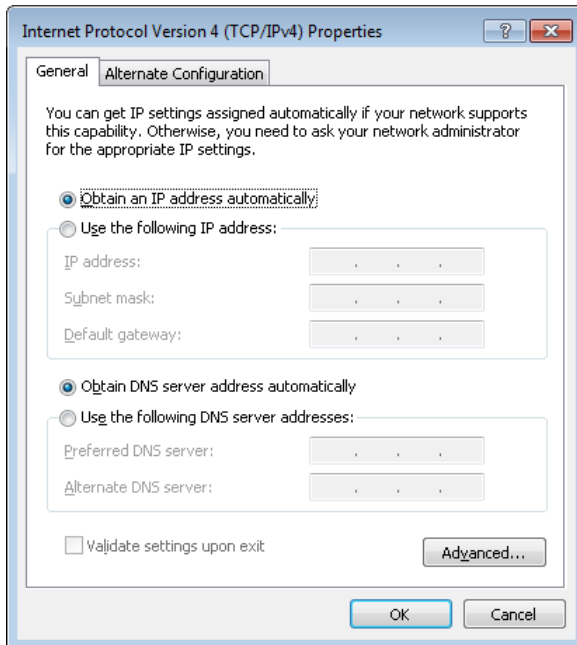 Internet Protocol Version 4 (TCP/IPv4) Properties
General Alternate Configuration
You can get IP settings assigned automatically if your network supports
this capability. Otherwise, you need to ask your network administrator
for the appropriate IP settings.
Obtain an IP address automatically
Use the following IP address:
IP address:
Subnet mask:
Default gateway:
Obtain DNS server address automatically
Use the following DNS server addresses:
Preferred DNS server:
Alternate DNS server:
Validate settings upon exit
Advanced...
OK Cancel